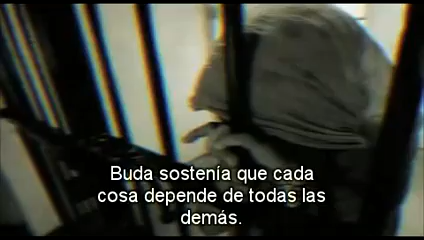 Buda sostenía que cada
cosa depende de todas las
demás.